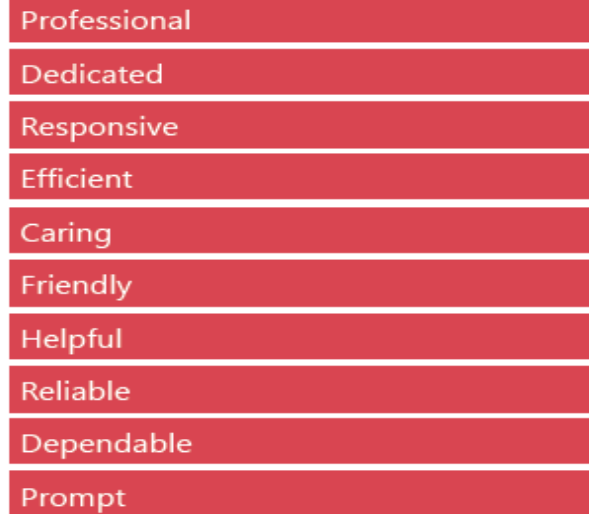 Professional
Dedicated
Responsive
Efficient
Caring
Friendly
Helpful
Reliable
Dependable
Prompt